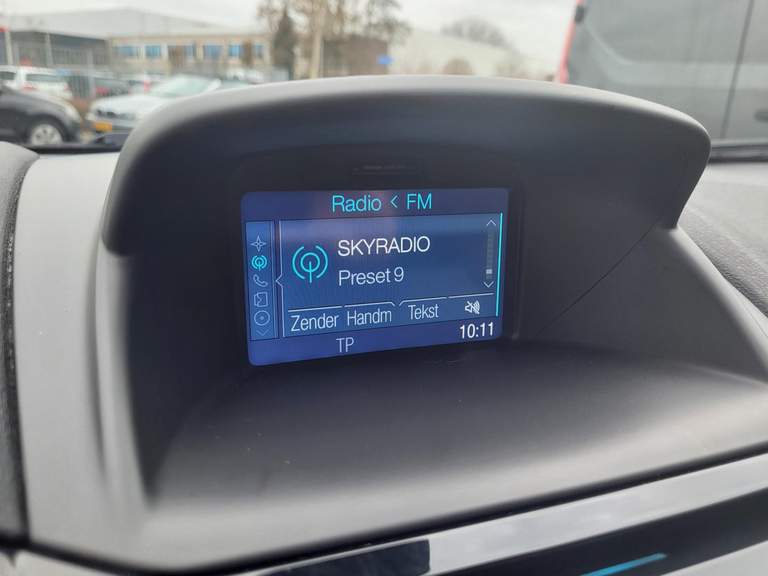 Radio < FM
SKYRADIO
Preset 9
Zender Handm Tekst
10:11
TP